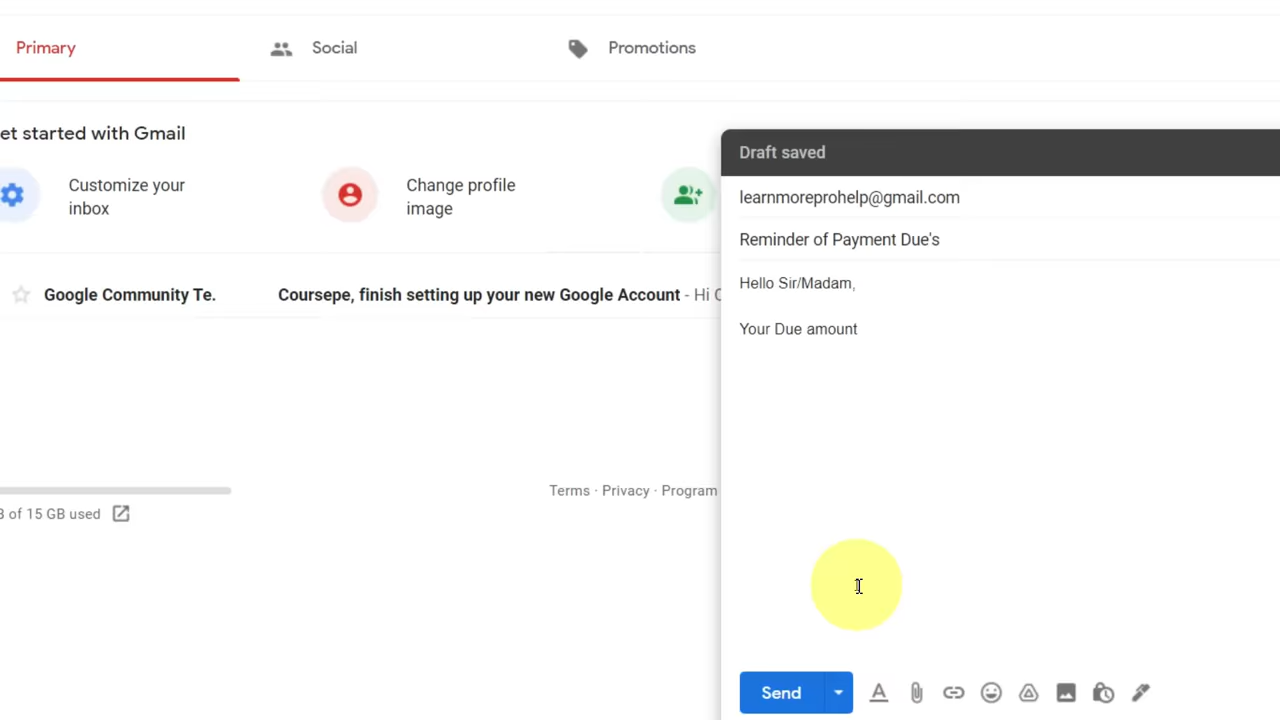 Primary
Social
Promotions
et started with Gmail
Customize your
inbox
Change profile
image
Google Community Te.
Coursepe, finish setting up your new Google Account - Hi C
Terms · Privacy · Program
of 15 GB used
Draft saved
learnmoreprohelp@gmail.com
Reminder of Payment Due's
Hello Sir/Madam,
Your Due amount
Send